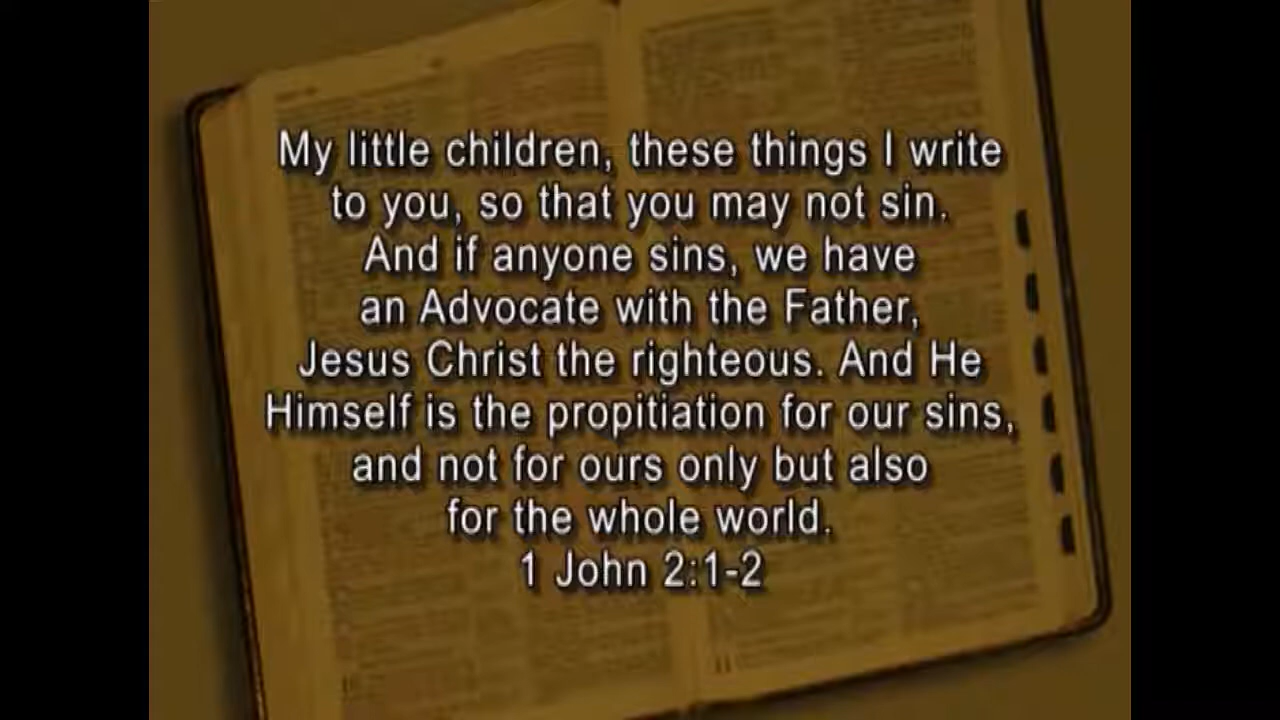 My little children, these things I write
to you, so that you may not sin.
And if anyone sins, we have
an Advocate with the Father,
Jesus Christ the righteous. And He
Himself is the propitiation for our sins,
and not for ours only but also
for the whole world.
1 John 2:1-2